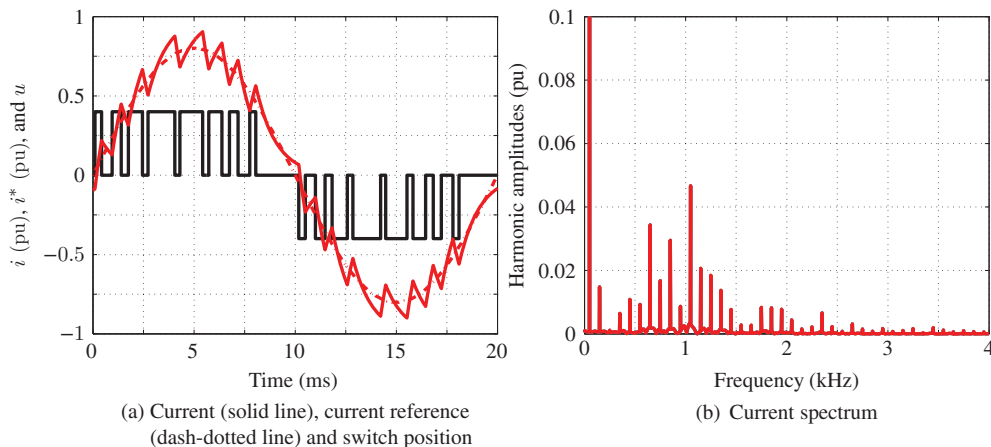 1
0.5
0
−0.5
−1
i (pu), i* (pu), and u
0 5 10 15 20
Time (ms)
(a) Current (solid line), current reference
(dash-dotted line) and switch position
0.1
0.08
0.06
0.04
0.02
0
Harmonic amplitudes (pu)
0 1 2 3 4
Frequency (kHz)
(b) Current spectrum